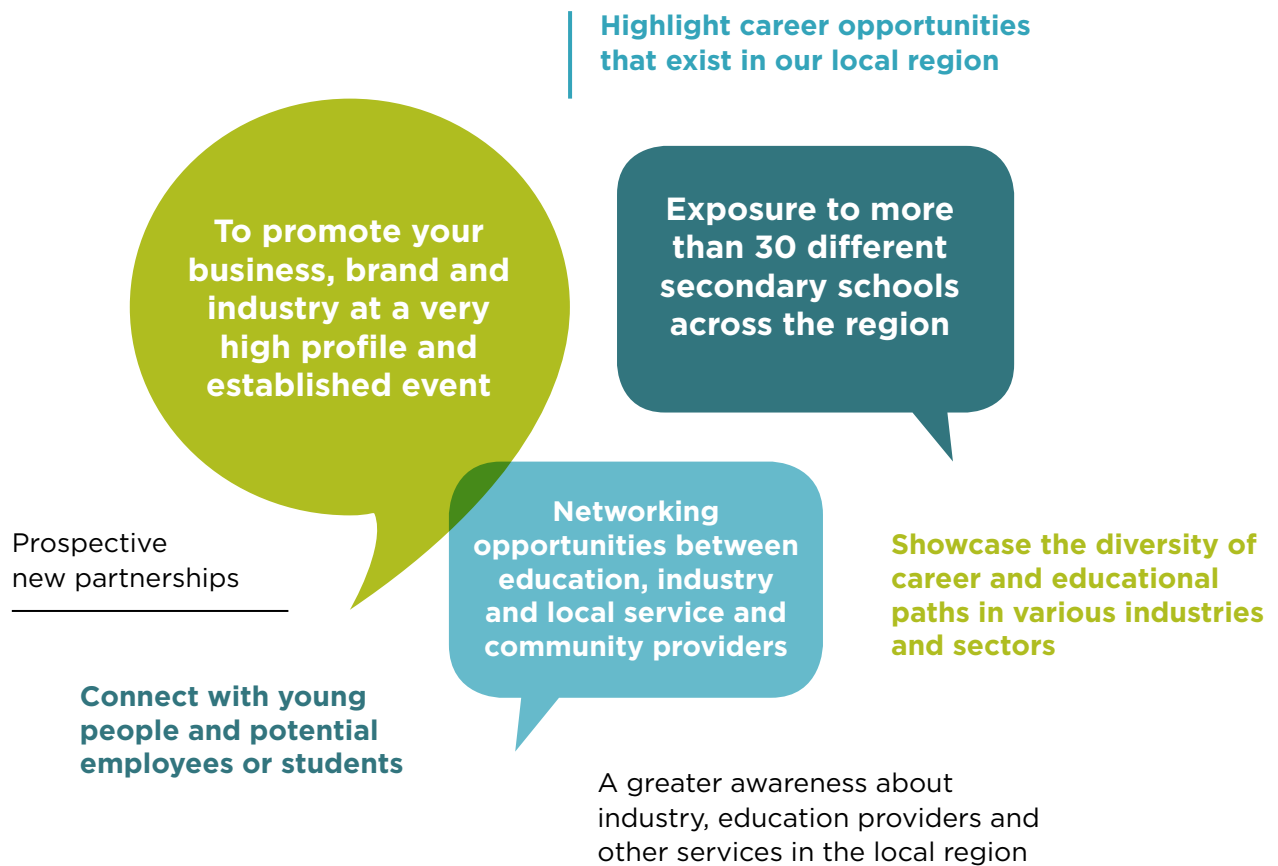 Highlight career opportunities
that exist in our local region
To promote your
business, brand and
industry at a very
high profile and
established event
Exposure to more
than 30 different
secondary schools
across the region
Networking
opportunities between
education, industry
and local service and
community providers
Prospective
new partnerships
Showcase the diversity of
career and educational
paths in various industries
and sectors
Connect with young
people and potential
employees or students
A greater awareness about
industry, education providers and
other services in the local region